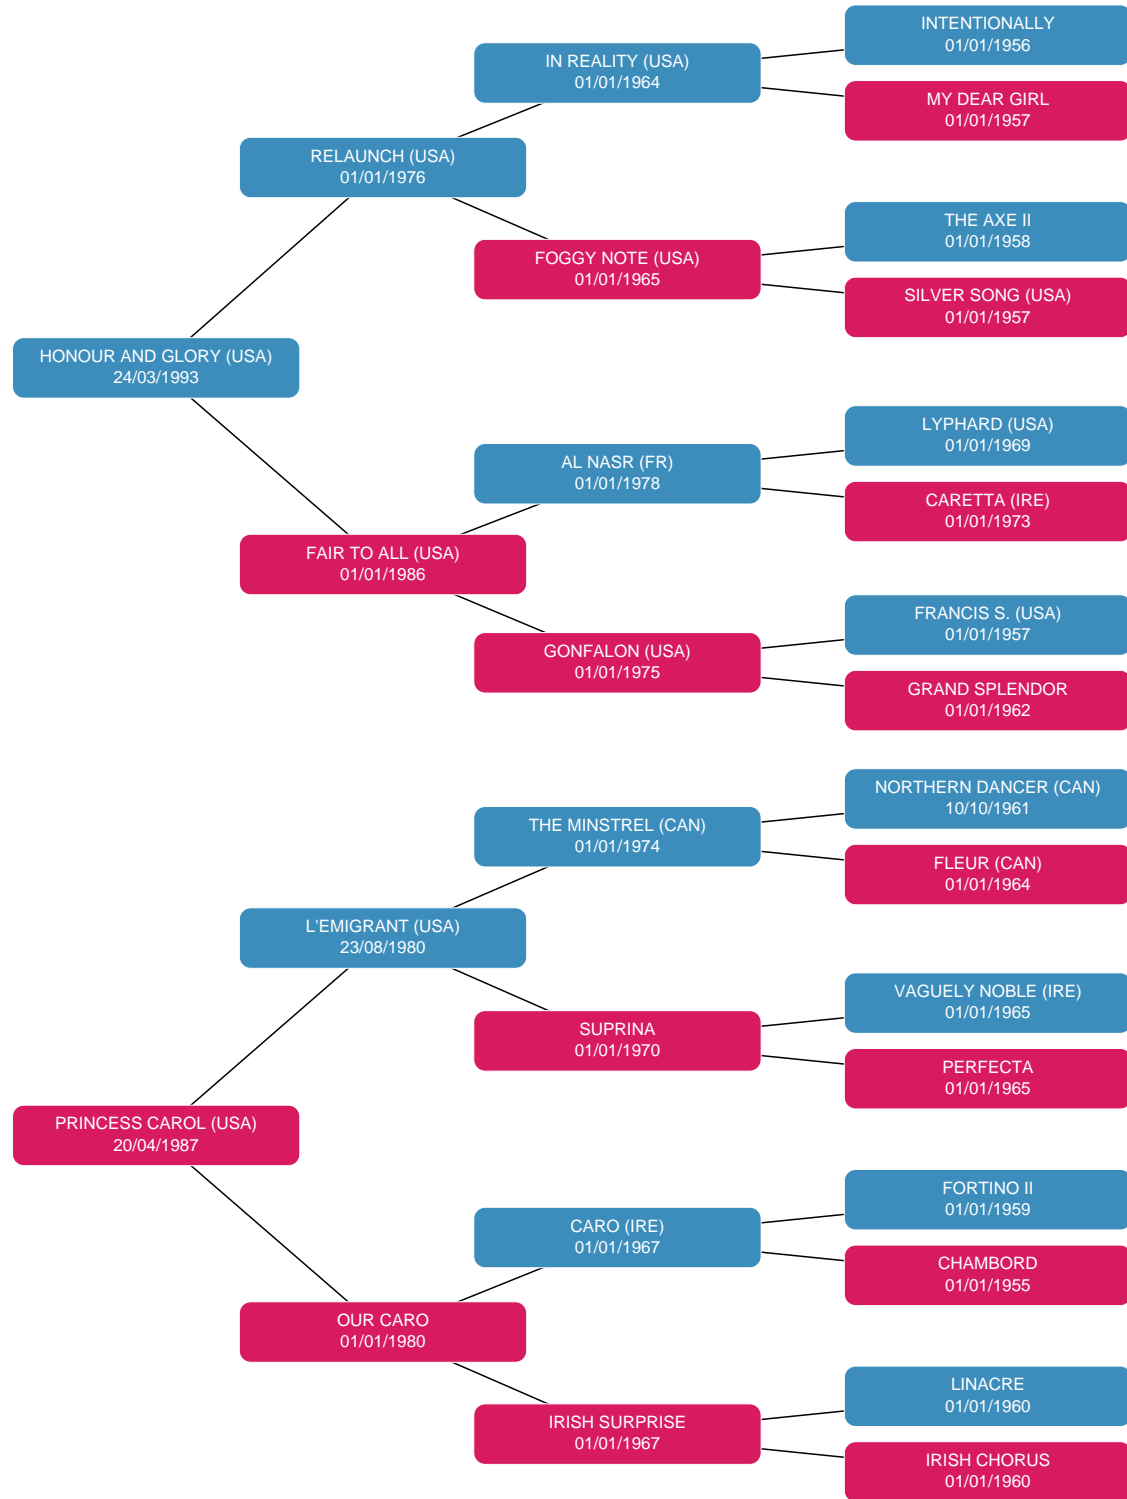 INTENTIONALLY
01/01/1956
IN REALITY (USA)
01/01/1964
MY DEAR GIRL
01/01/1957
RELAUNCH (USA)
01/01/1976
THE AXE II
01/01/1958
FOGGY NOTE (USA)
01/01/1965
SILVER SONG (USA)
01/01/1957
HONOUR AND GLORY (USA)
24/03/1993
LYPHARD (USA)
01/01/1969
AL NASR (FR)
01/01/1978
CARETTA (IRE)
01/01/1973
FAIR TO ALL (USA)
01/01/1986
FRANCIS S. (USA)
01/01/1957
GONFALON (USA)
01/01/1975
GRAND SPLENDOR
01/01/1962
NORTHERN DANCER (CAN)
10/10/1961
THE MINSTREL (CAN)
01/01/1974
FLEUR (CAN)
01/01/1964
L'EMIGRANT (USA)
23/08/1980
VAGUELY NOBLE (IRE)
01/01/1965
SUPRINA
01/01/1970
PERFECTA
01/01/1965
PRINCESS CAROL (USA)
20/04/1987
FORTINO II
01/01/1959
CARO (IRE)
01/01/1967
CHAMBORD
01/01/1955
OUR CARO
01/01/1980
LINACRE
01/01/1960
IRISH SURPRISE
01/01/1967
IRISH CHORUS
01/01/1960